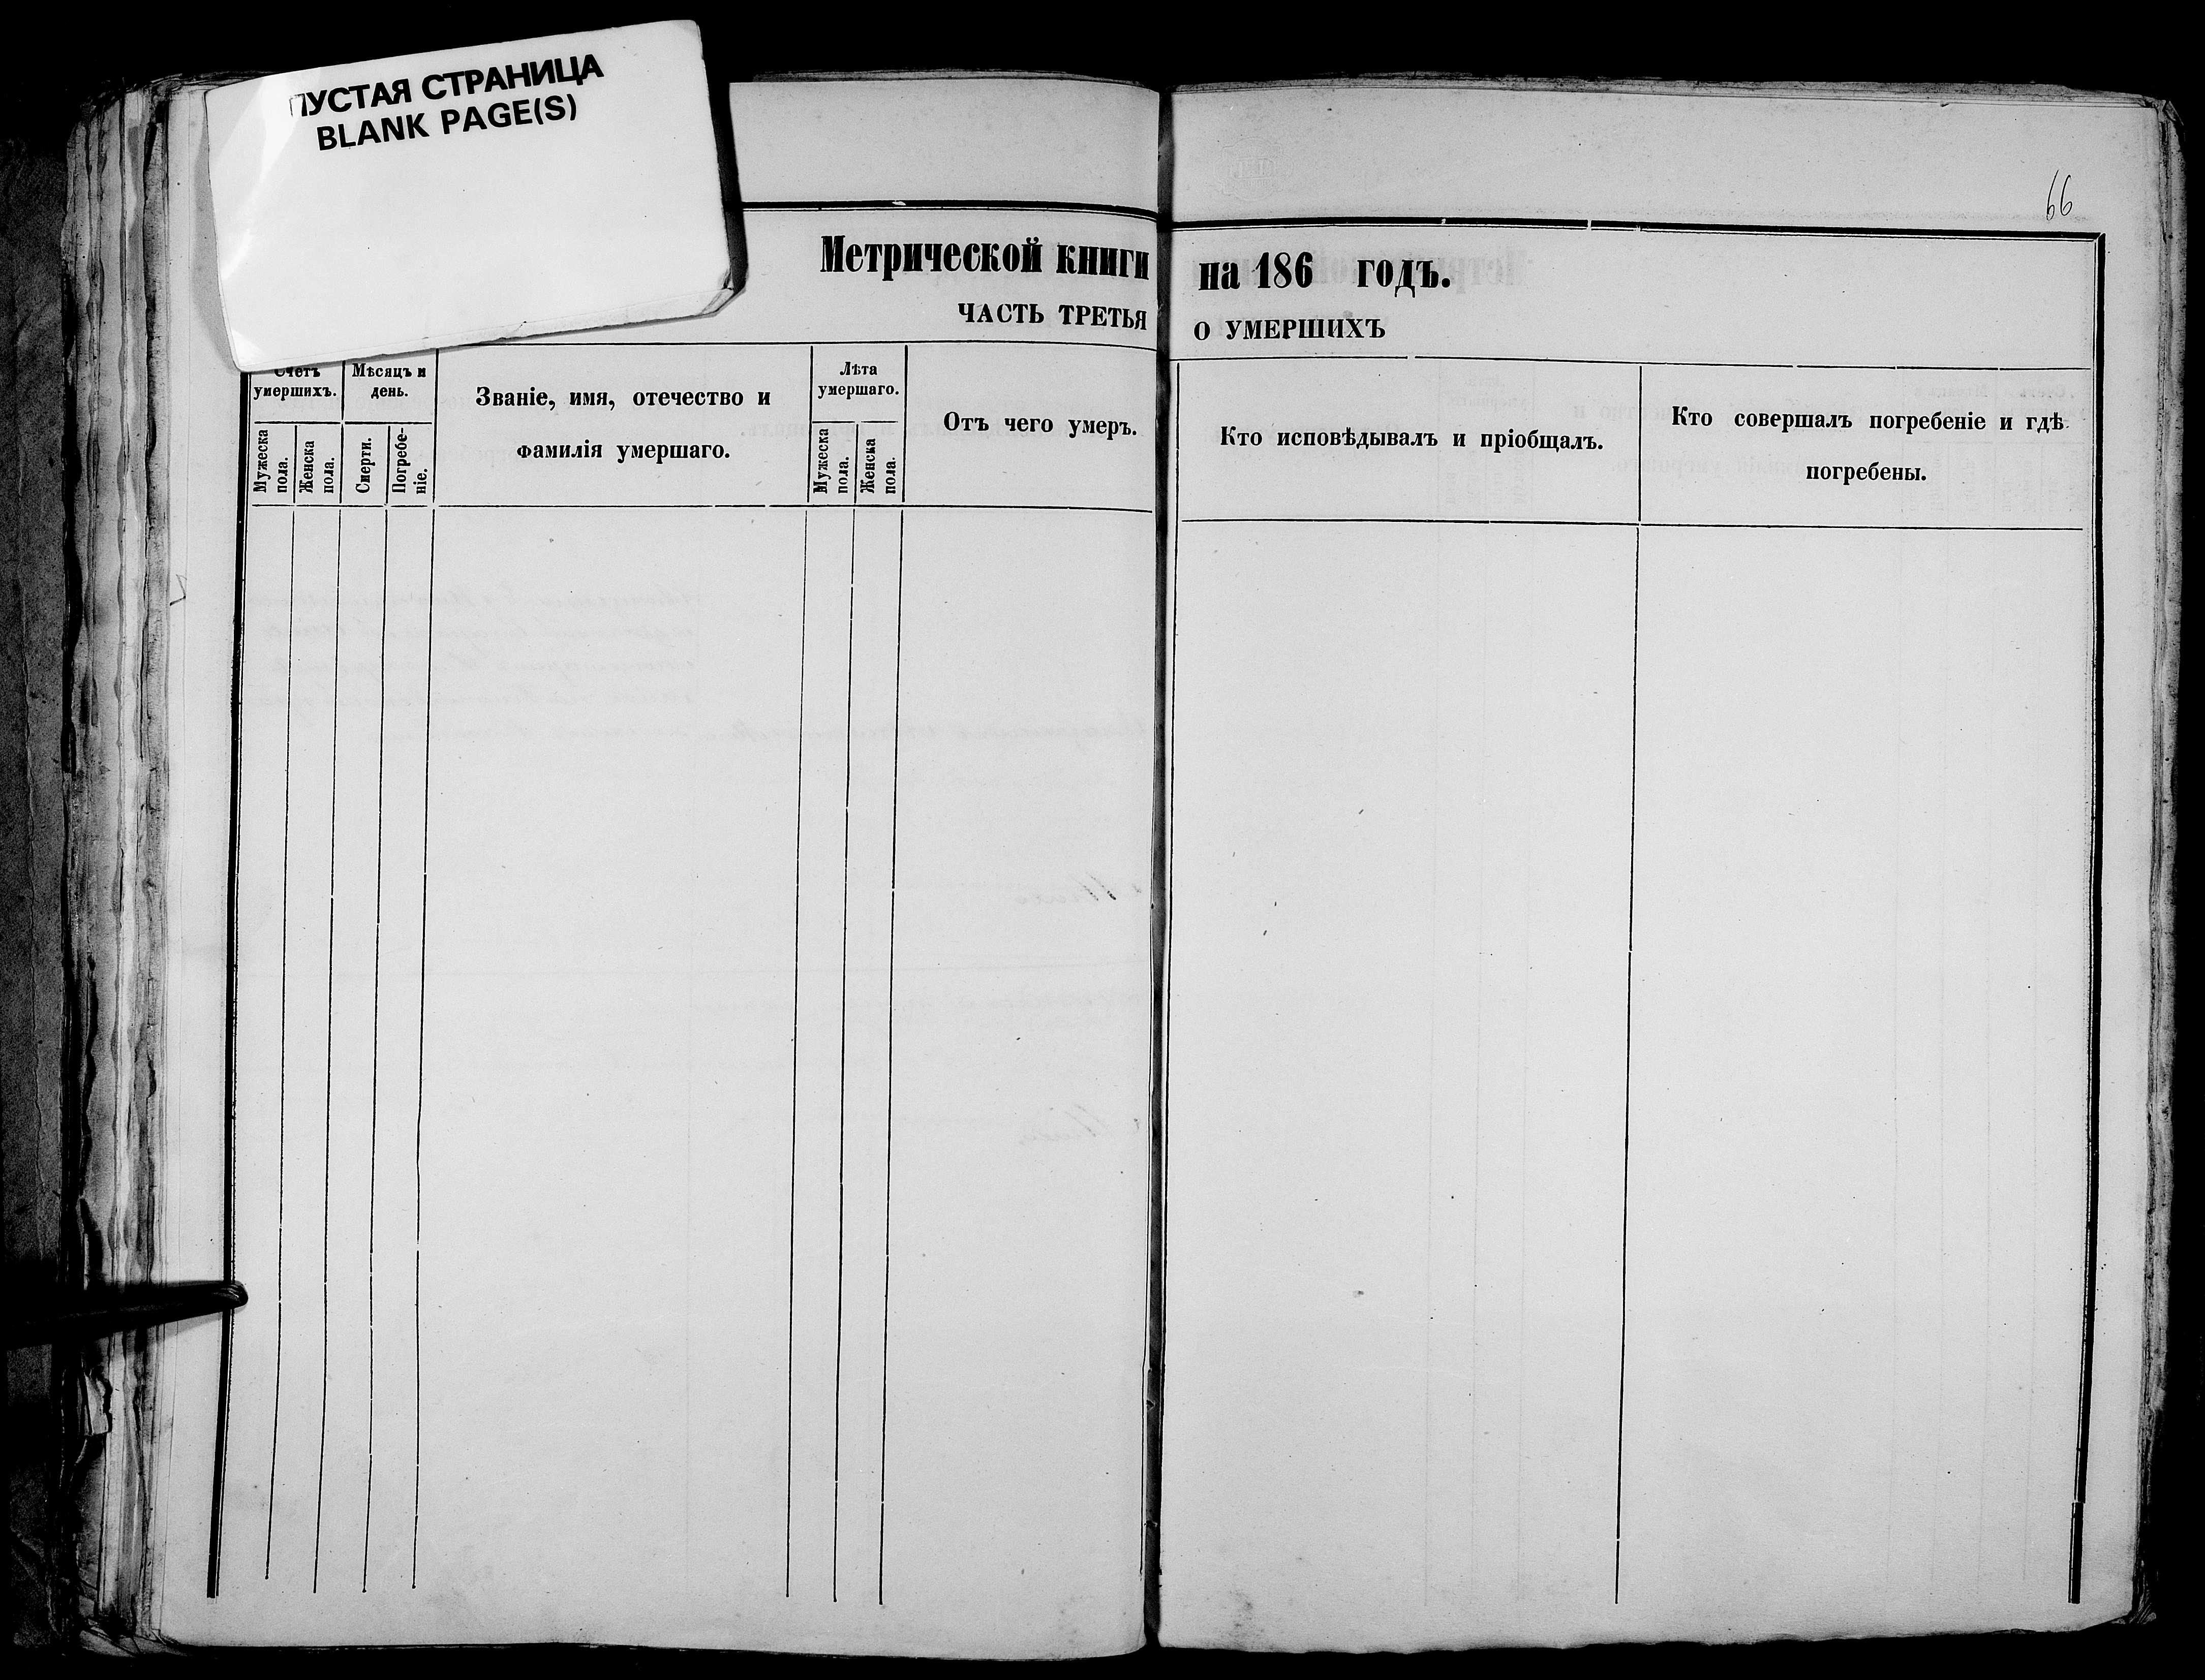 ПУСТАЯ СТРАНИЦА
BLANK PAGE(S)
66
Метрической книги на 186 годъ.
ЧАСТЬ ТРЕТЬЯ О УМЕРШИХЪ
Счетъ умершихъ.
Мужеска пола.
Женска пола.
Мѣсяцъ и день.
Смерти.
Погребе-
ніе.
Званіе, имя, отечество и
фамилія умершаго.
Лѣта умершаго.
Мужеска пола.
Женска пола.
Отъ чего умеръ.
Кто исповѣдывалъ и пріобщалъ.
Кто совершалъ погребеніе и гдѣ
погребены.